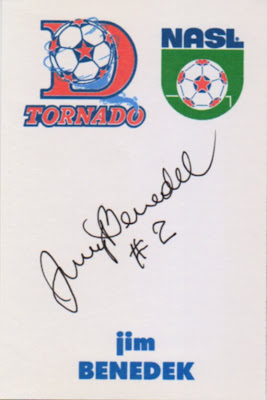 D NASL®
TORNADO
Jim Benedek
#2
jim
BENEDEK